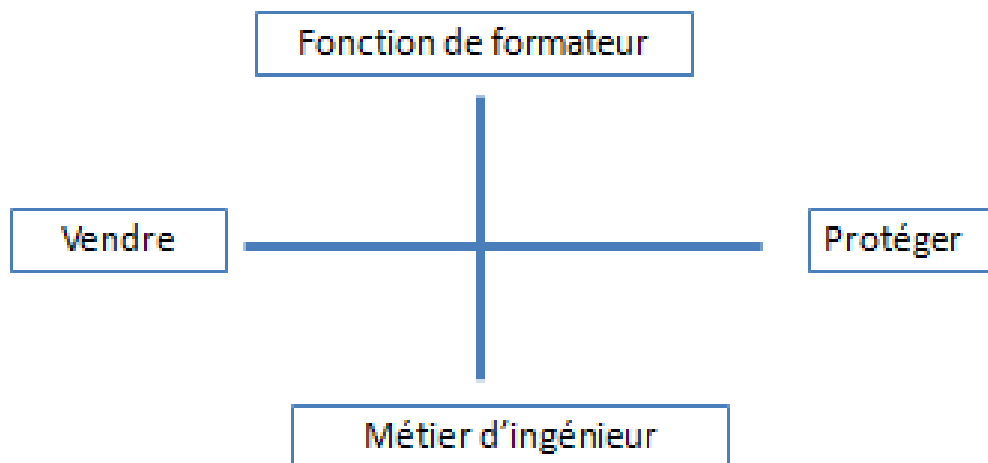 Fonction de formateur
Vendre
Protéger
Métier d'ingénieur